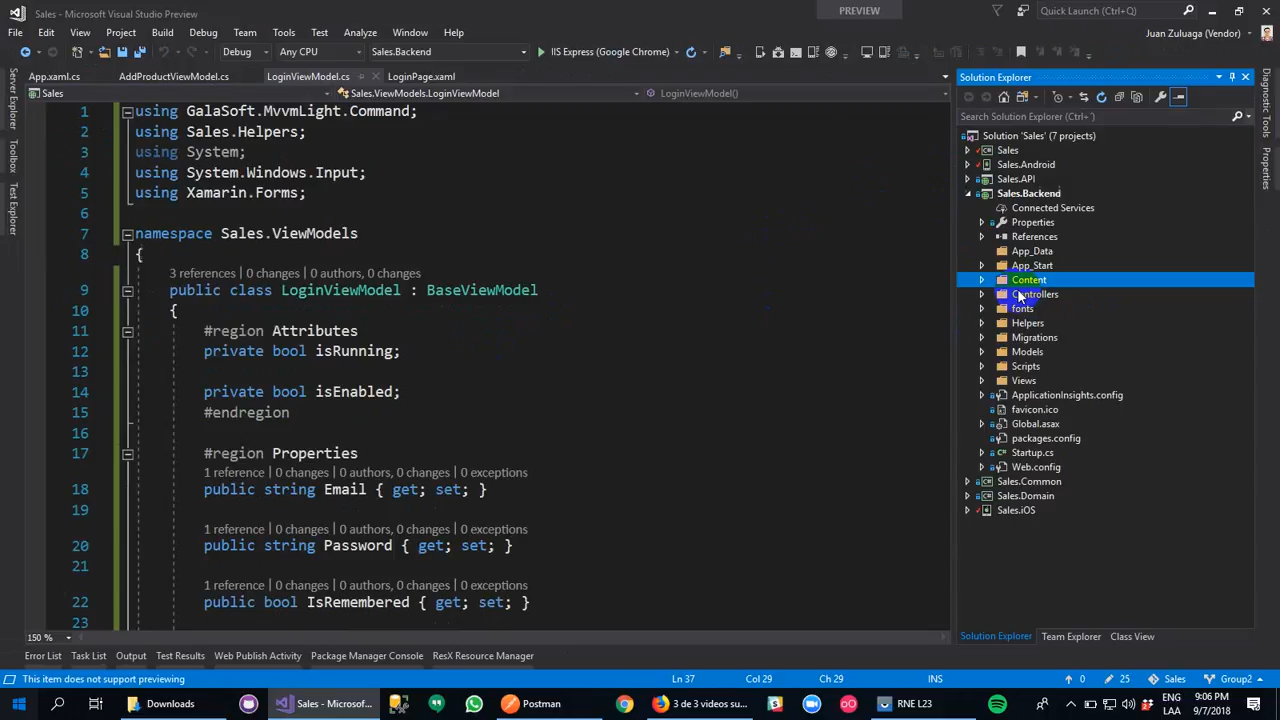 Sales - Microsoft Visual Studio Preview
PREVIEW
Quick Launch (Ctrl+Q)
File Edit View Project Build Debug Team Tools Test Analyze Window Help
Juan Zuluaga (Vendor)
Debug Any CPU Sales.Backend IIS Express (Google Chrome)
Server Explorer
Toolbox
Test Explorer
App.xaml.cs AddProductViewModel.cs LoginViewModel.cs LoginPage.xaml
Sales Sales.ViewModels.LoginViewModel LoginViewModel()
1 using GalaSoft.MvvmLight.Command;
2 using Sales.Helpers;
3 using System;
4 using System.Windows.Input;
5 using Xamarin.Forms;
6
7 namespace Sales.ViewModels
8 {
3 references | 0 changes | 0 authors, 0 changes
9 public class LoginViewModel : BaseViewModel
10 {
11 #region Attributes
12 private bool isRunning;
13
14 private bool isEnabled;
15 #endregion
16
17 #region Properties
1 reference | 0 changes | 0 authors, 0 changes | 0 exceptions
18 public string Email { get; set; }
19
1 reference | 0 changes | 0 authors, 0 changes | 0 exceptions
20 public string Password { get; set; }
21
1 reference | 0 changes | 0 authors, 0 changes | 0 exceptions
22 public bool IsRemembered { get; set; }
23
150 %
Solution Explorer
Search Solution Explorer (Ctrl+´)
Solution 'Sales' (7 projects)
Sales
Sales.Android
Sales.API
Sales.Backend
Connected Services
Properties
References
App_Data
App_Start
Content
Controllers
fonts
Helpers
Migrations
Models
Scripts
Views
ApplicationInsights.config
favicon.ico
Global.asax
packages.config
Startup.cs
Web.config
Sales.Common
Sales.Domain
Sales.iOS
Solution Explorer Team Explorer Class View
Diagnostic Tools
Properties
Error List Task List Output Test Results Web Publish Activity Package Manager Console ResX Resource Manager
This item does not support previewing Ln 37 Col 29 Ch 29 INS 0 25 Sales Group2
Downloads Sales - Microsof... Postman 3 de 3 videos su... RNE L23
ENG 9:06 PM
LAA 9/7/2018